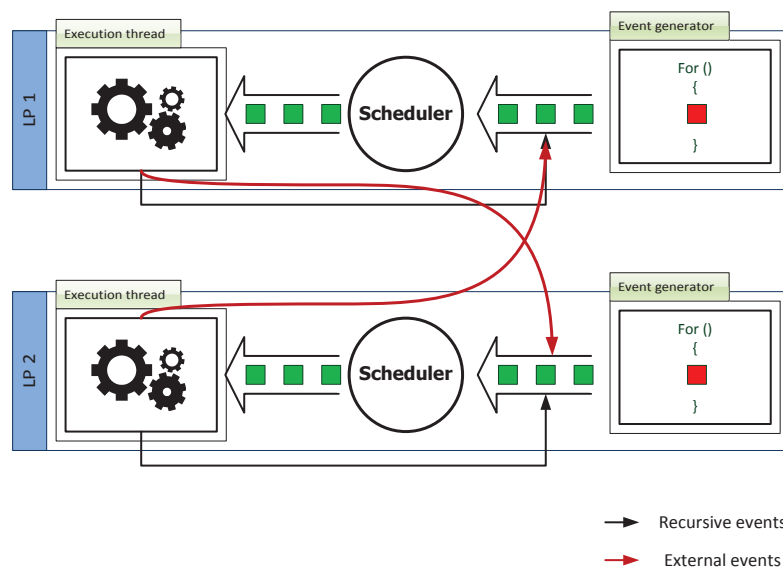 Execution thread
Event generator
LP 1
Scheduler
For ()
{
}
Execution thread
Event generator
LP 2
Scheduler
For ()
{
}
Recursive events
External events